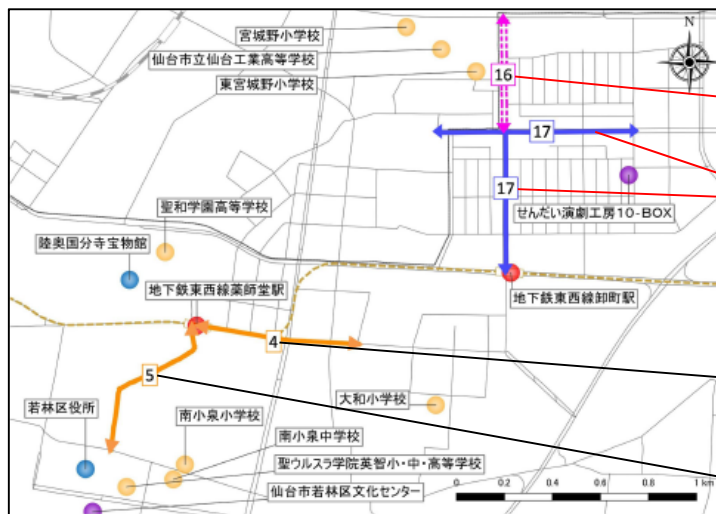 宮城野小学校
N
仙台市立仙台工業高等学校
東宮城野小学校
16
17
17
せんだい演劇工房10-BOX
聖和学園高等学校
陸奥国分寺宝物館
地下鉄東西線薬師堂駅
地下鉄東西線卸町駅
4
5
大和小学校
若林区役所
南小泉小学校
南小泉中学校
聖ウルスラ学院英智小・中・高等学校
仙台市若林区文化センター
0 0.2 0.4 0.6 0.8 1 km